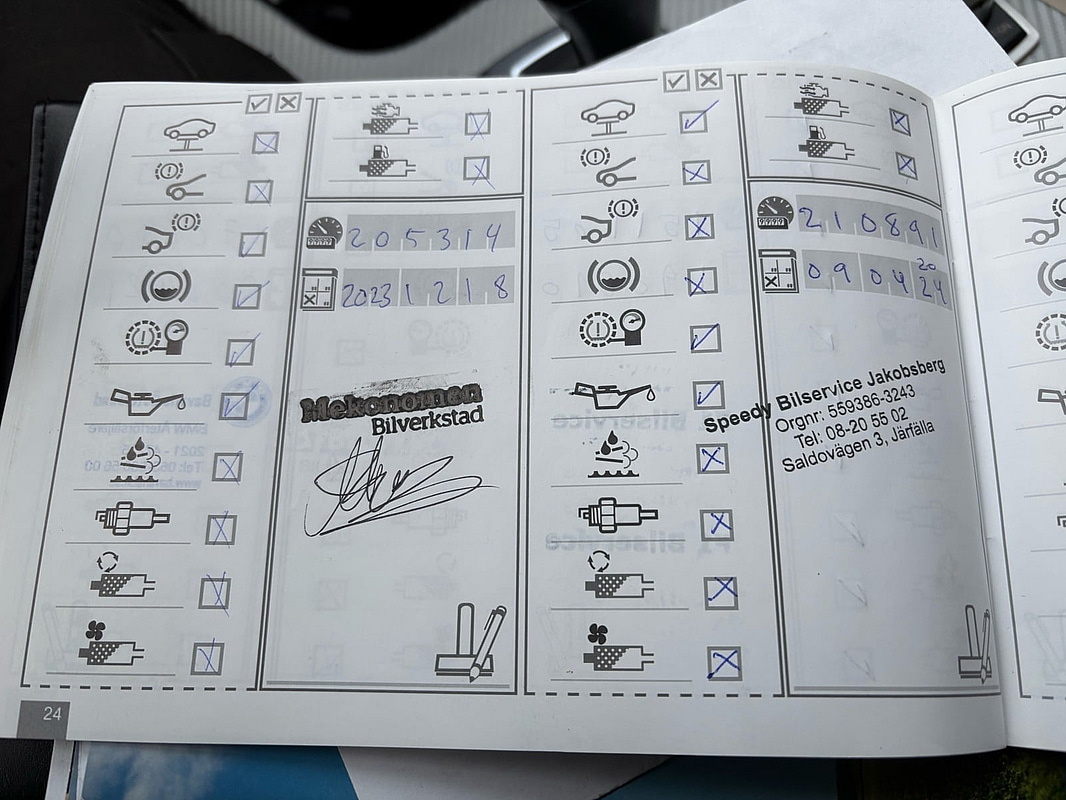 205314
20231218
Mekonomen
Bilverkstad
210891
20
090424
Speedy Bilservice Jakobsberg
Orgnr: 559386-3243
Tel: 08-20 55 02
Saldovägen 3, Järfälla
24